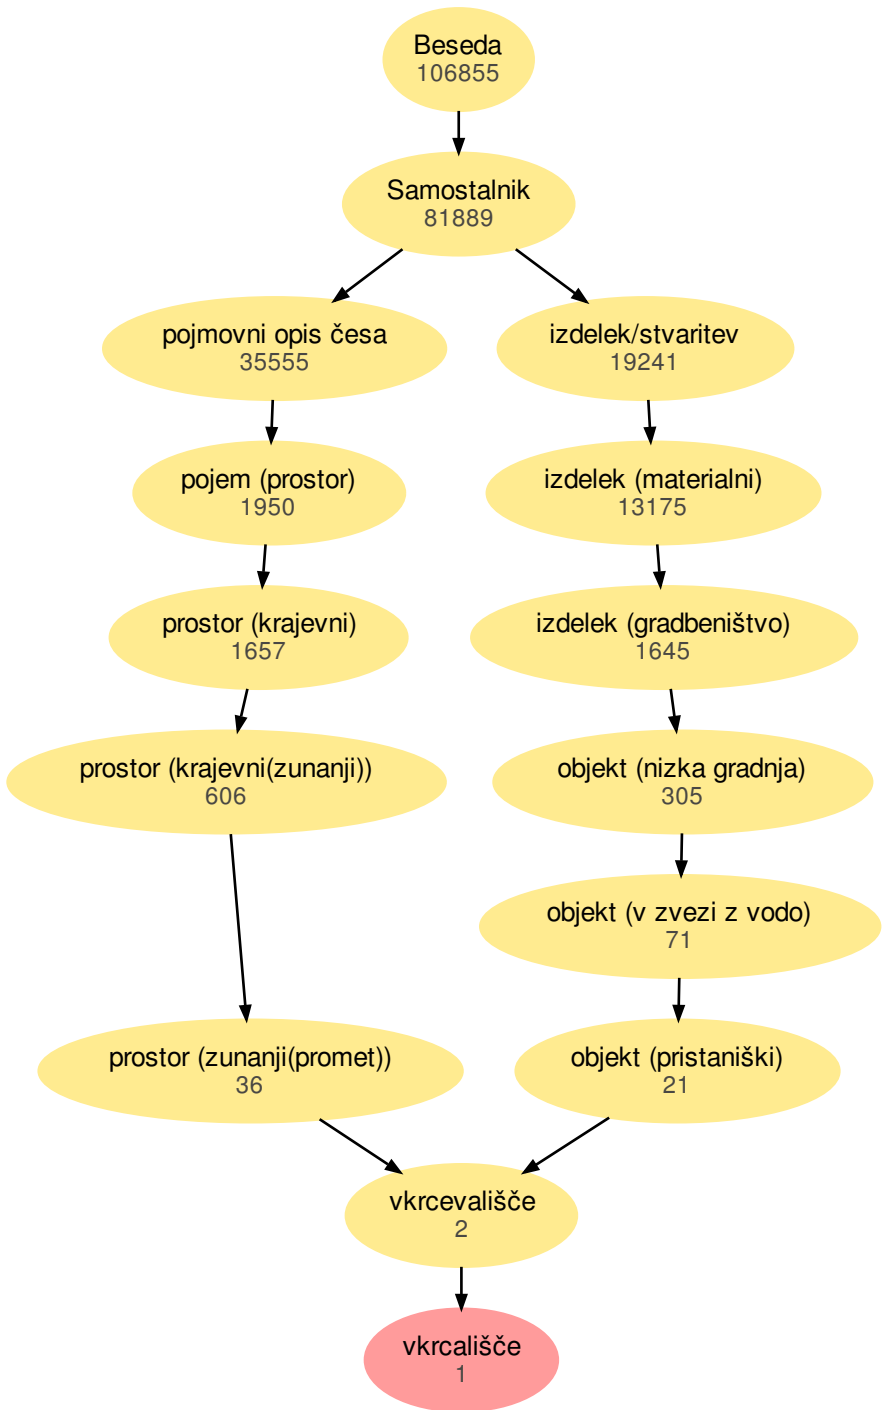 Beseda
106855
Samostalnik
81889
pojmovni opis česa
35555
izdelek/stvaritev
19241
pojem (prostor)
1950
izdelek (materialni)
13175
prostor (krajevni)
1657
izdelek (gradbeništvo)
1645
prostor (krajevni(zunanji))
606
objekt (nizka gradnja)
305
objekt (v zvezi z vodo)
71
prostor (zunanji(promet))
36
objekt (pristaniški)
21
vkrcevališče
2
vkrcališče
1